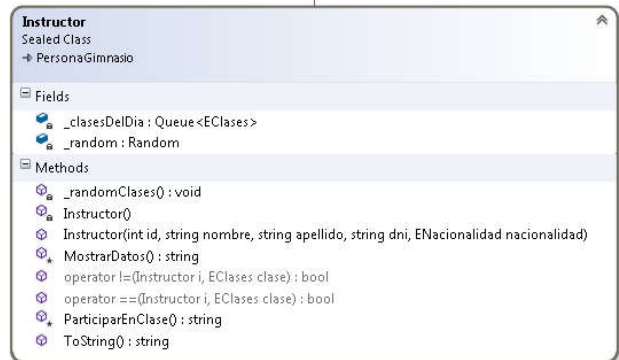 Instructor
Sealed Class
PersonaGimnasio
Fields
_clasesDelDia : Queue<EClases>
_random : Random
Methods
_randomClases() : void
Instructor()
Instructor(int id, string nombre, string apellido, string dni, ENacionalidad nacionalidad)
MostrarDatos() : string
operator !=(Instructor i, EClases clase) : bool
operator ==(Instructor i, EClases clase) : bool
ParticiparEnClase() : string
ToString() : string